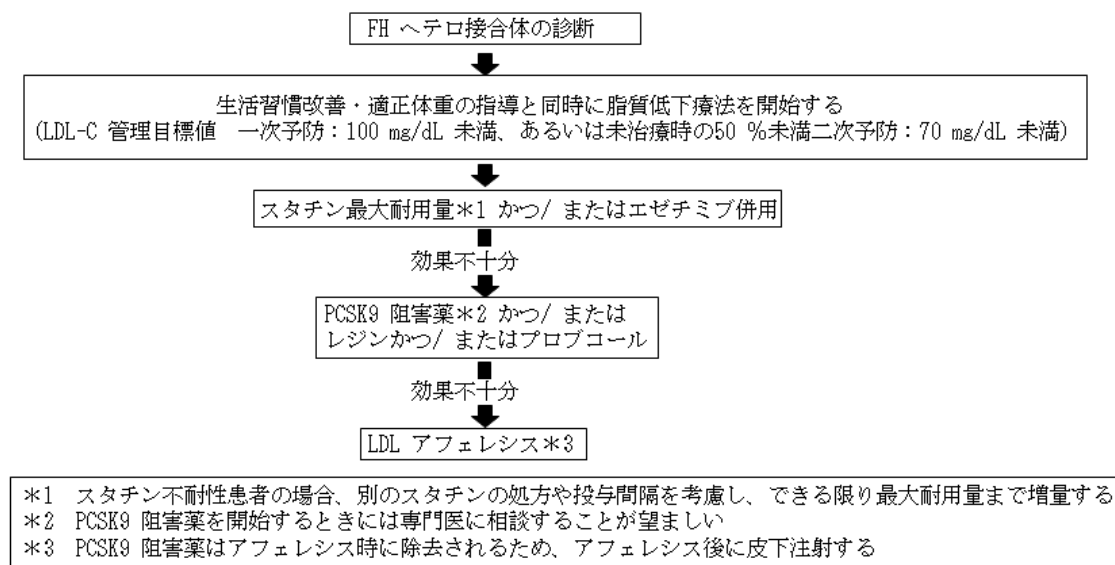 FH ヘテロ接合体の診断
生活習慣改善・適正体重の指導と同時に脂質低下療法を開始する
(LDL-C 管理目標値　一次予防：100 mg/dL 未満、あるいは未治療時の50 %未満二次予防：70 mg/dL 未満)
スタチン最大耐用量*1 かつ/ またはエゼチミブ併用
効果不十分
PCSK9 阻害薬*2 かつ/ または
レジンかつ/ またはプロブコール
効果不十分
LDL アフェレシス*3
*1　スタチン不耐性患者の場合、別のスタチンの処方や投与間隔を考慮し、できる限り最大耐用量まで増量する
*2　PCSK9 阻害薬を開始するときには専門医に相談することが望ましい
*3　PCSK9 阻害薬はアフェレシス時に除去されるため、アフェレシス後に皮下注射する